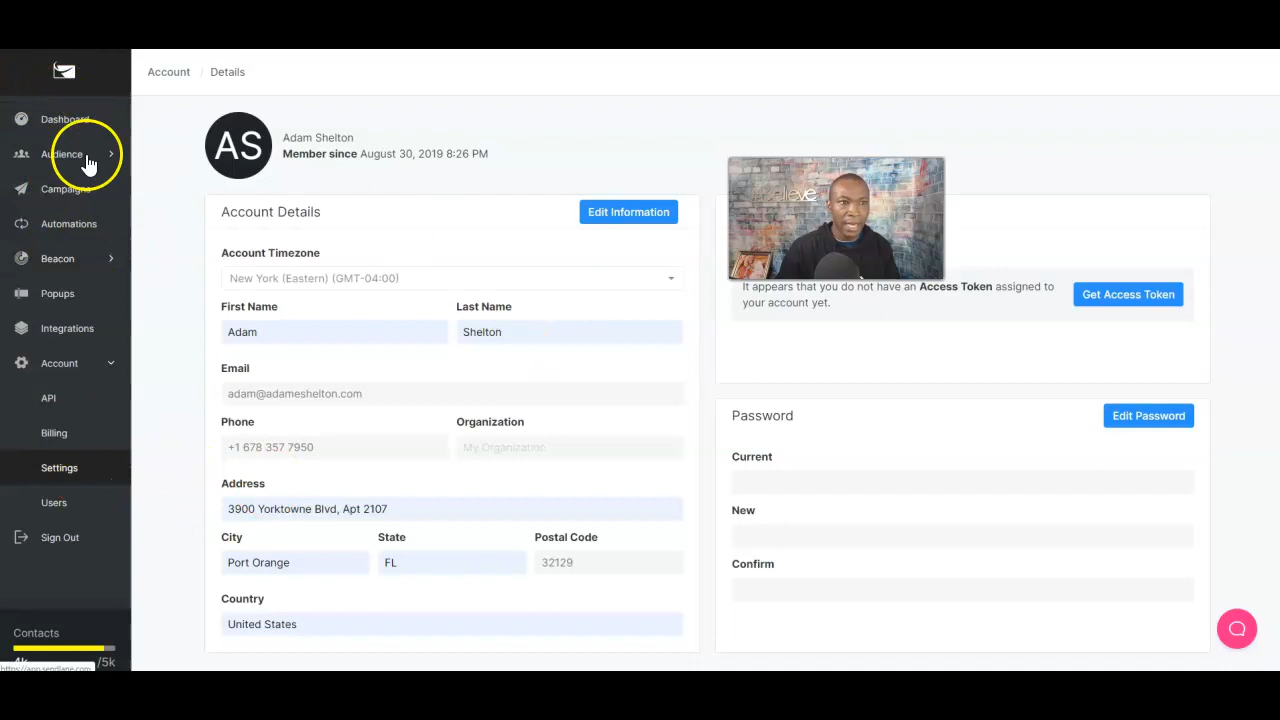 Account / Details
Dashboard
Audience
Campaigns
Automations
Beacon
Popups
Integrations
Account
API
Billing
Settings
Users
Sign Out
Contacts
4k /5k
https://app.sendlane.com
AS
Adam Shelton
Member since August 30, 2019 8:26 PM
Account Details
Edit Information
Account Timezone
New York (Eastern) (GMT-04:00)
First Name Last Name
Adam Shelton
Email
adam@adameshelton.com
Phone Organization
+1 678 357 7950 My Organization
Address
3900 Yorktowne Blvd, Apt 2107
City State Postal Code
Port Orange FL 32129
Country
United States
It appears that you do not have an Access Token assigned to
your account yet.
Get Access Token
Password
Edit Password
Current
New
Confirm